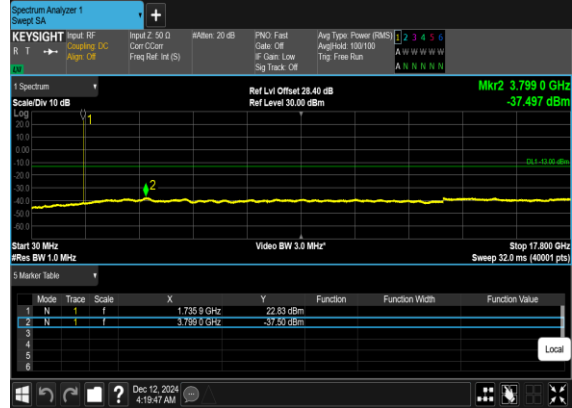 Spectrum Analyzer 1
Swept SA
+
KEYSIGHT
R T
Input: RF
Coupling: DC
Align: Off
Input Z: 50 Ω
Corr CCorr
Freq Ref: Int (S)
#Atten: 20 dB
PNO: Fast
Gate: Off
IF Gain: Low
Sig Track: Off
Avg Type: Power (RMS)
Avg|Hold: 100/100
Trig: Free Run
1 2 3 4 5 6
A W W W W W
A N N N N N
1 Spectrum
Scale/Div 10 dB
Ref Lvl Offset 28.40 dB
Ref Level 30.00 dBm
Mkr2 3.799 0 GHz
-37.497 dBm
Log
20.0
10.0
0.00
-10.0
-20.0
-30.0
-40.0
-50.0
-60.0
1
2
DL1 -13.00 dBm
Start 30 MHz
#Res BW 1.0 MHz
Video BW 3.0 MHz*
Stop 17.800 GHz
Sweep 32.0 ms (40001 pts)
5 Marker Table
Mode Trace Scale X Y Function Function Width Function Value
1 N 1 f 1.735 9 GHz 22.83 dBm
2 N 1 f 3.799 0 GHz -37.50 dBm
3
4
5
6
Local
?
Dec 12, 2024
4:19:47 AM